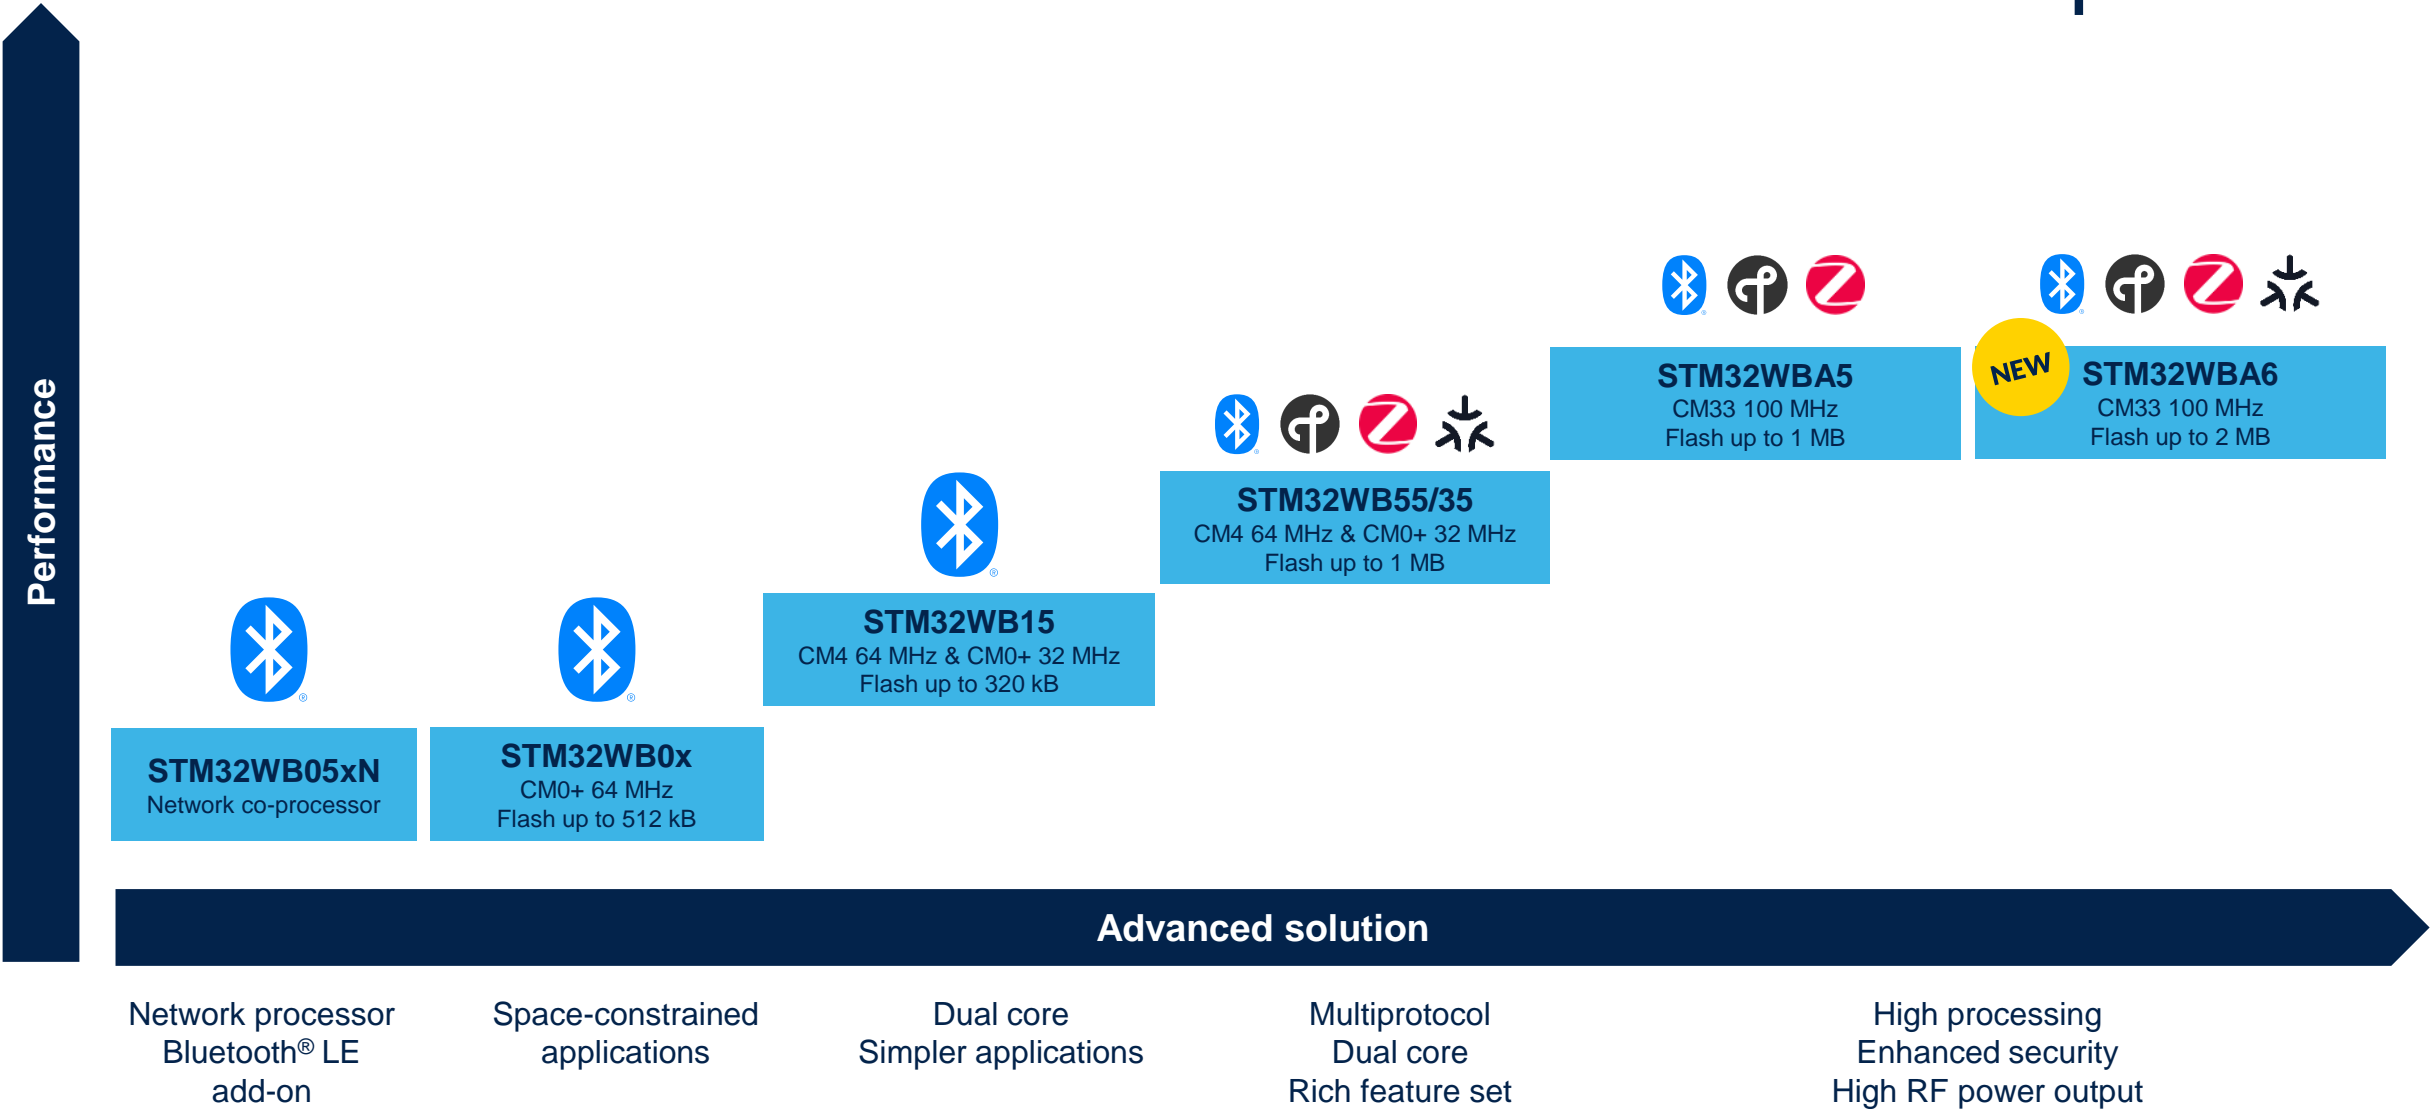 Performance
STM32WB05xN
Network co-processor
STM32WB0x
CM0+ 64 MHz
Flash up to 512 kB
STM32WB15
CM4 64 MHz & CM0+ 32 MHz
Flash up to 320 kB
STM32WB55/35
CM4 64 MHz & CM0+ 32 MHz
Flash up to 1 MB
STM32WBA5
CM33 100 MHz
Flash up to 1 MB
NEW
STM32WBA6
CM33 100 MHz
Flash up to 2 MB
Advanced solution
Network processor
Bluetooth® LE
add-on
Space-constrained
applications
Dual core
Simpler applications
Multiprotocol
Dual core
Rich feature set
High processing
Enhanced security
High RF power output